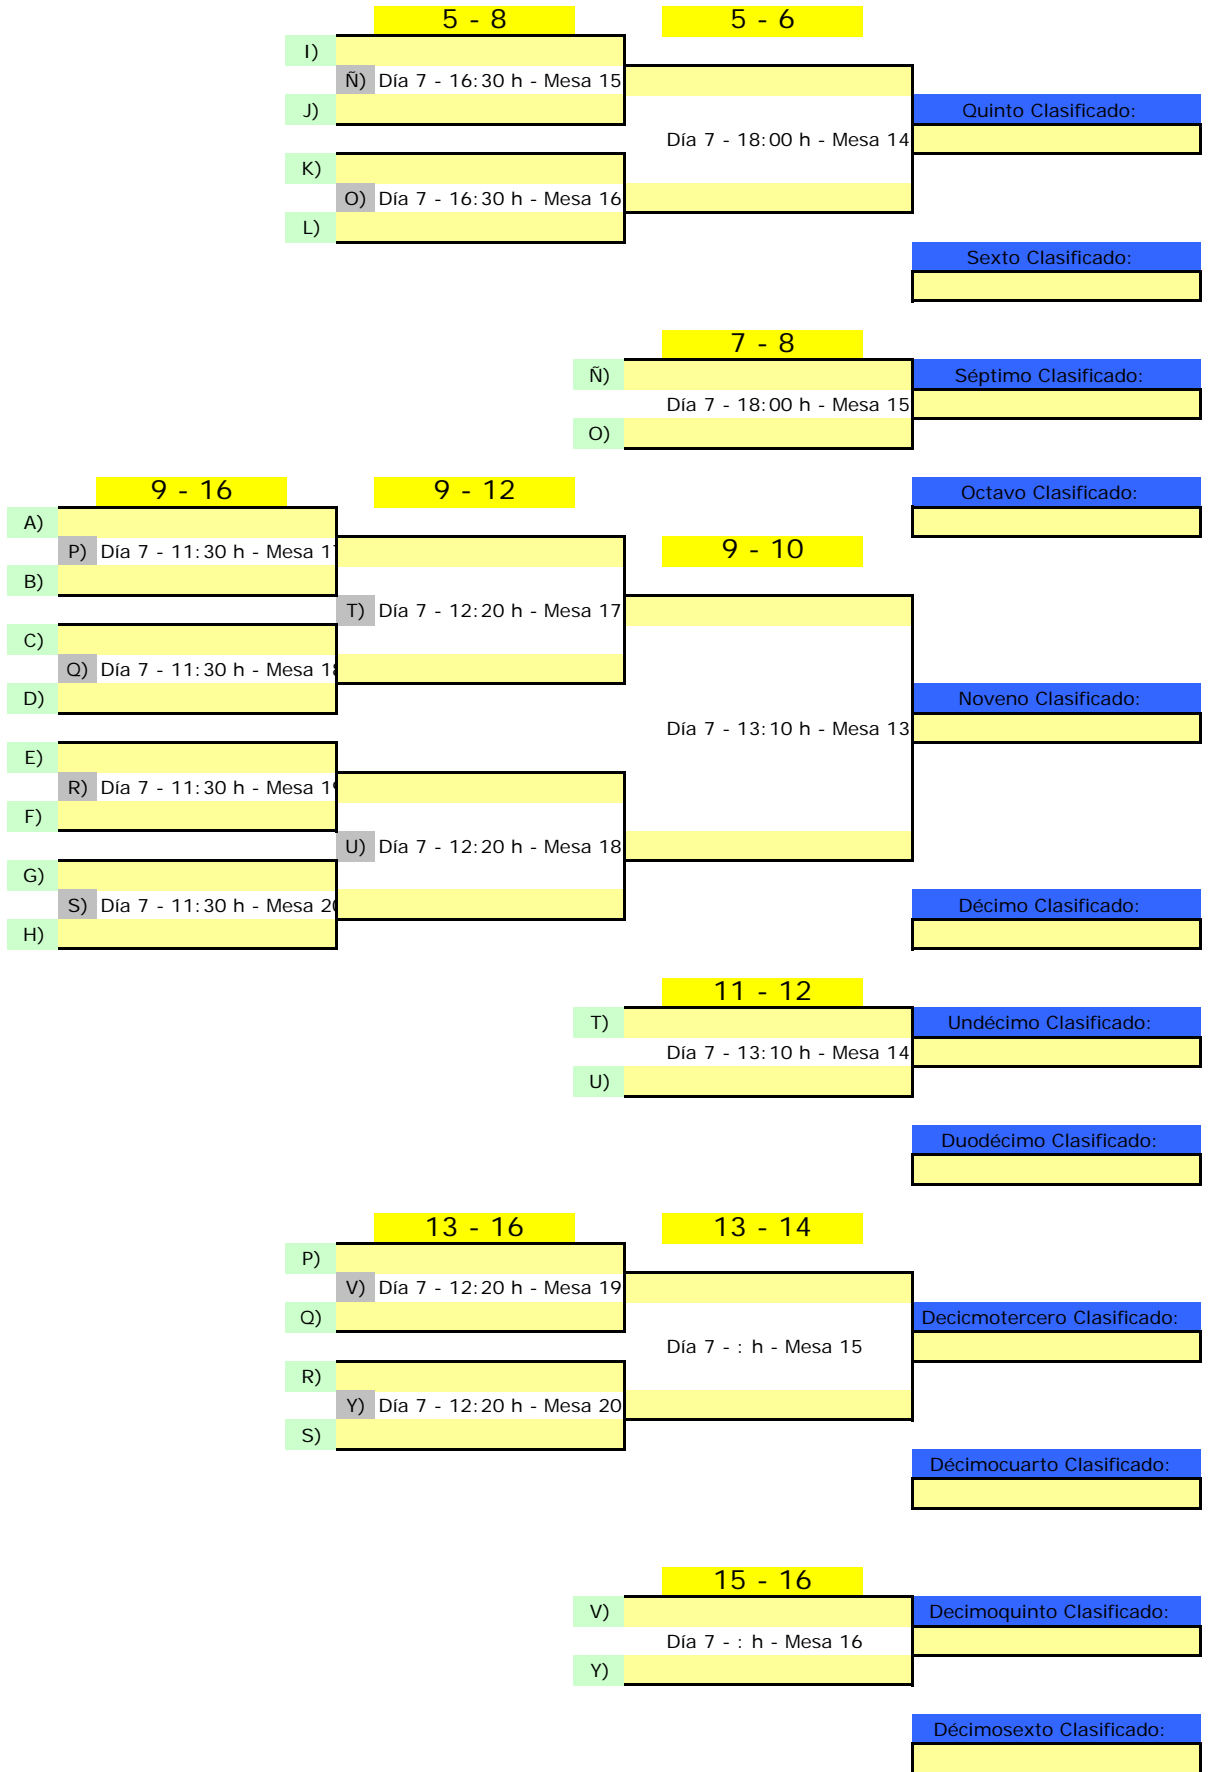 5 - 8 5 - 6
I)
Ñ) Día 7 - 16:30 h - Mesa 15
J) Quinto Clasificado:
Día 7 - 18:00 h - Mesa 14
K)
O) Día 7 - 16:30 h - Mesa 16
L)
Sexto Clasificado:
7 - 8
Ñ) Séptimo Clasificado:
Día 7 - 18:00 h - Mesa 15
O)
9 - 16 9 - 12 Octavo Clasificado:
A)
P) Día 7 - 11:30 h - Mesa 17 9 - 10
B)
T) Día 7 - 12:20 h - Mesa 17
C)
Q) Día 7 - 11:30 h - Mesa 18
D) Noveno Clasificado:
Día 7 - 13:10 h - Mesa 13
E)
R) Día 7 - 11:30 h - Mesa 19
F)
U) Día 7 - 12:20 h - Mesa 18
G)
S) Día 7 - 11:30 h - Mesa 20 Décimo Clasificado:
H)
11 - 12
T) Undécimo Clasificado:
Día 7 - 13:10 h - Mesa 14
U)
Duodécimo Clasificado:
13 - 16 13 - 14
P)
V) Día 7 - 12:20 h - Mesa 19
Q) Decicmotercero Clasificado:
Día 7 - : h - Mesa 15
R)
Y) Día 7 - 12:20 h - Mesa 20
S)
Décimocuarto Clasificado:
15 - 16
V) Decimoquinto Clasificado:
Día 7 - : h - Mesa 16
Y)
Décimosexto Clasificado: